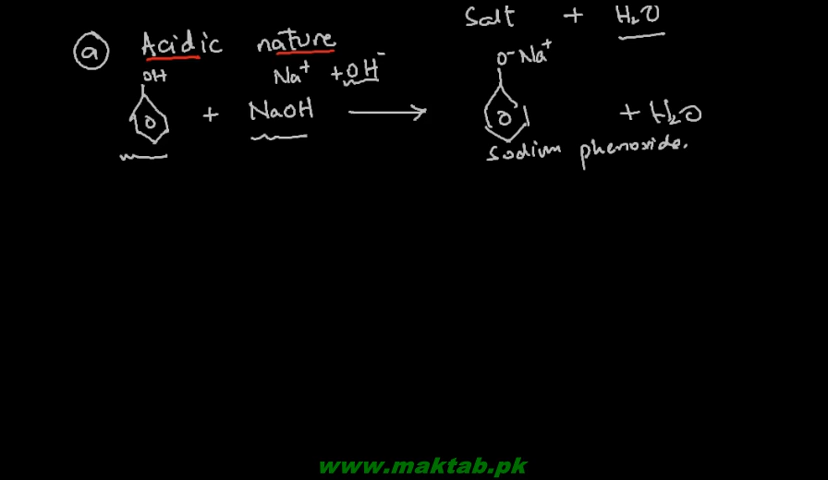 Salt + H₂O
ⓐ Acidic nature
Na⁺ + OH⁻
O⁻Na⁺
OH
+ NaOH ⟶ + H₂O
Sodium phenoxide.
www.maktab.pk